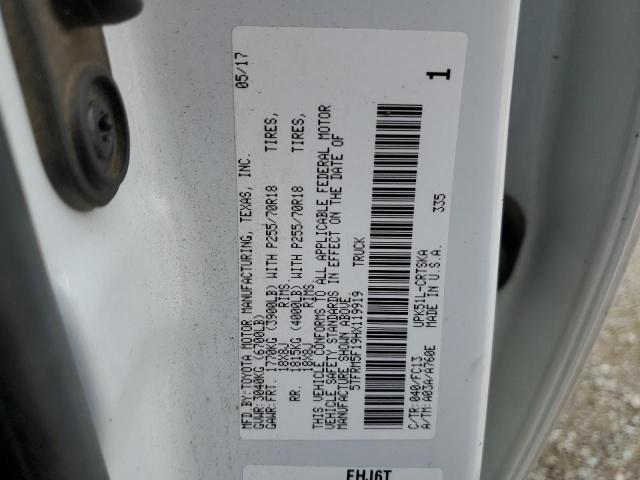 MFD.BY:TOYOTA MOTOR MANUFACTURING, TEXAS, INC. 05/17
GVWR:3040KG (6700LB)
GAWR:FRT. 1770KG (3900LB) WITH P255/70R18 TIRES,
18X8J RIMS.
RR. 1815KG (4000LB) WITH P255/70R18 TIRES,
18X8J RIMS.
THIS VEHICLE CONFORMS TO ALL APPLICABLE FEDERAL MOTOR
VEHICLE SAFETY STANDARDS IN EFFECT ON THE DATE OF
MANUFACTURE SHOWN ABOVE.
5TFRM5F19HX119919 TRUCK
C/TR:040/FC13 UPK51L-CRTSKA 335
A/TM:A03A/A760E MADE IN U.S.A.
1
EHJ6T